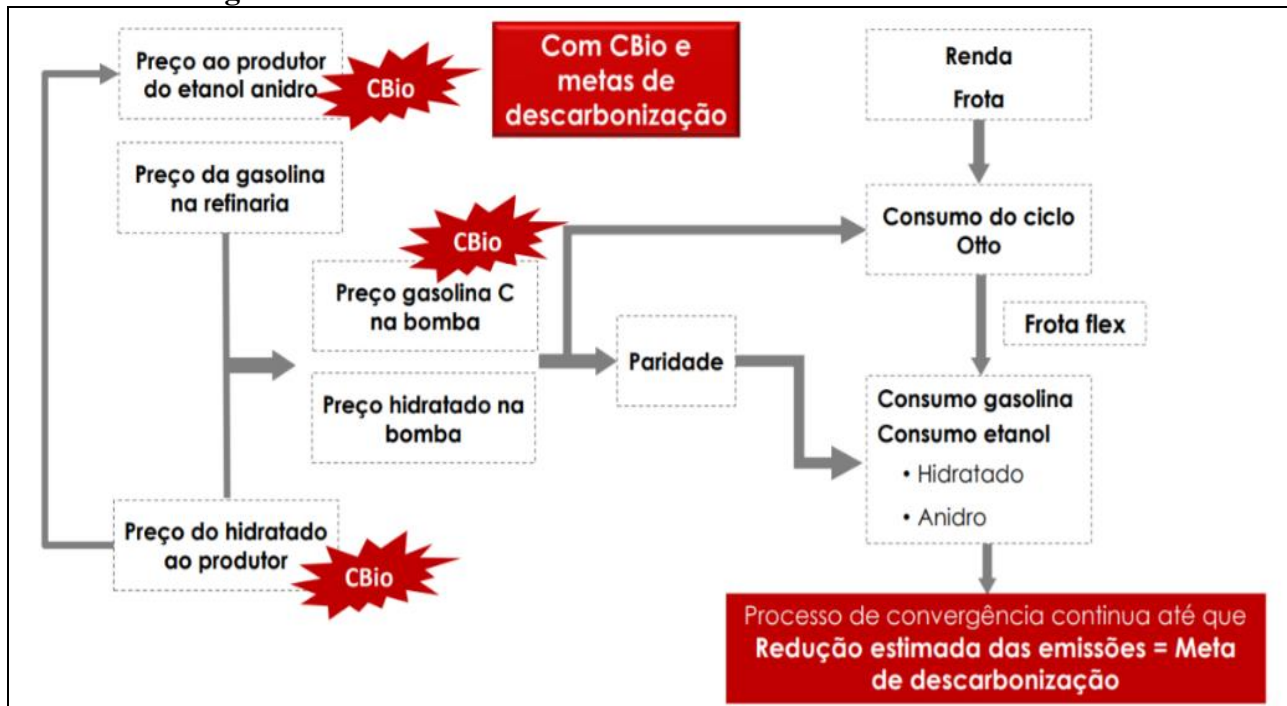 g
Preço ao produtor
do etanol anidro
CBio
Com CBio e
metas de
descarbonização
Renda
Frota
Preço da gasolina
na refinaria
CBio
Consumo do ciclo
Otto
Preço gasolina C
na bomba
Frota flex
Paridade
Preço hidratado na
bomba
Consumo gasolina
Consumo etanol
• Hidratado
• Anidro
Preço do hidratado
ao produtor
CBio
Processo de convergência continua até que
Redução estimada das emissões = Meta
de descarbonização